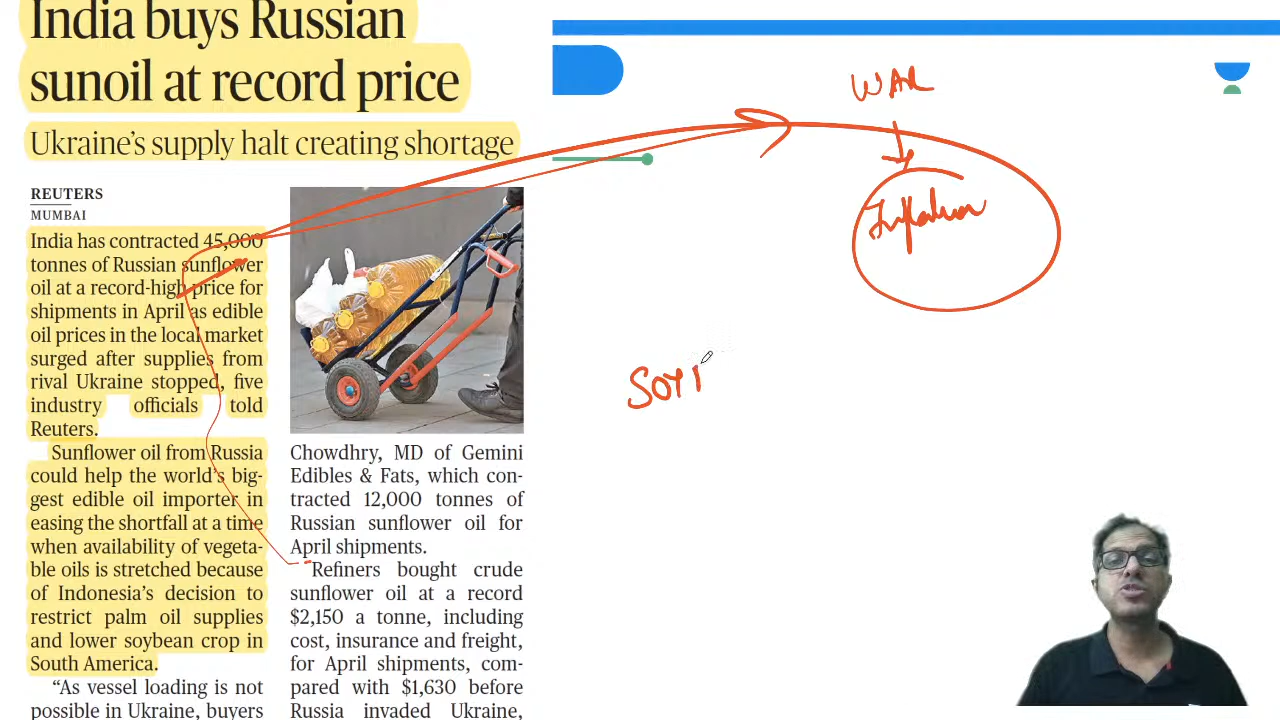 India buys Russian
sunoil at record price
Ukraine's supply halt creating shortage
REUTERS
MUMBAI
India has contracted 45,000
tonnes of Russian sunflower
oil at a record-high price for
shipments in April as edible
oil prices in the local market
surged after supplies from
rival Ukraine stopped, five
industry officials told
Reuters.
Sunflower oil from Russia
could help the world's big-
gest edible oil importer in
easing the shortfall at a time
when availability of vegeta-
ble oils is stretched because
of Indonesia's decision to
restrict palm oil supplies
and lower soybean crop in
South America.
"As vessel loading is not
possible in Ukraine, buyers
Chowdhry, MD of Gemini
Edibles & Fats, which con-
tracted 12,000 tonnes of
Russian sunflower oil for
April shipments.
Refiners bought crude
sunflower oil at a record
$2,150 a tonne, including
cost, insurance and freight,
for April shipments, com-
pared with $1,630 before
Russia invaded Ukraine,
WAR
Inflation
SOY